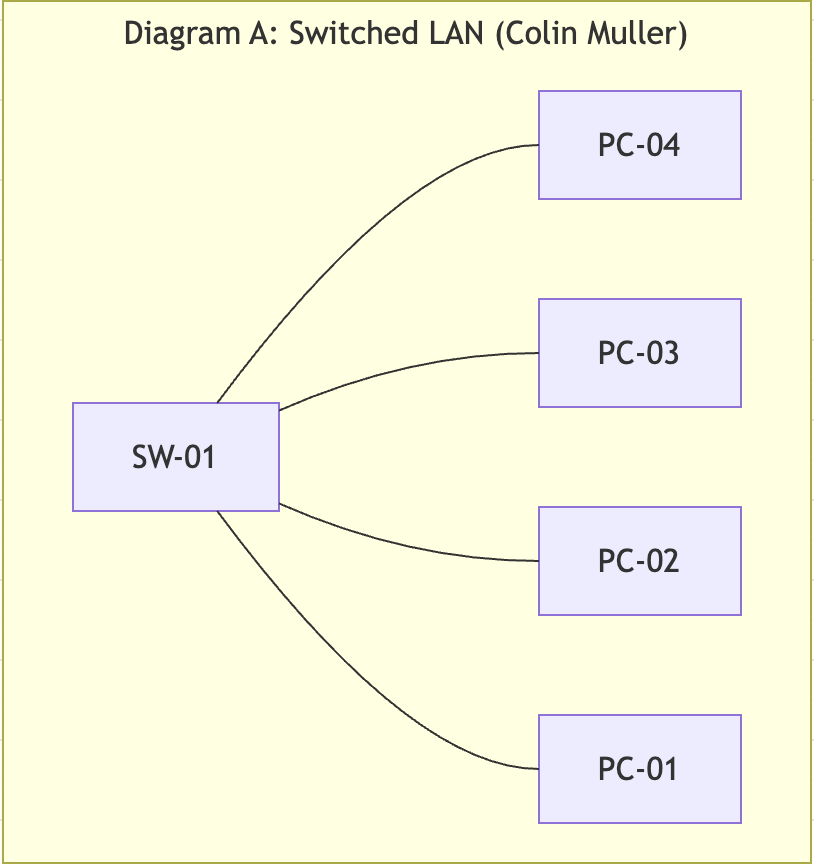 Diagram A: Switched LAN (Colin Muller)
PC-04
PC-03
SW-01
PC-02
PC-01